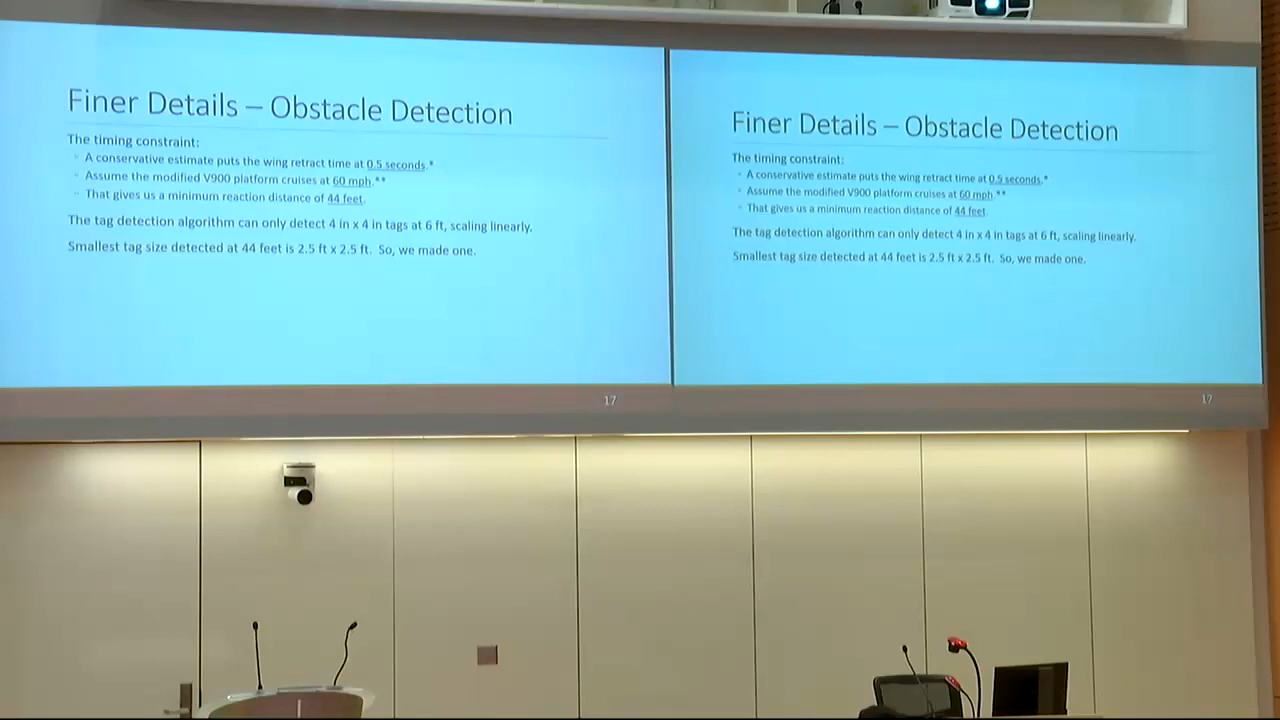 Finer Details – Obstacle Detection
The timing constraint:
A conservative estimate puts the wing retract time at 0.5 seconds.*
Assume the modified V900 platform cruises at 60 mph.**
That gives us a minimum reaction distance of 44 feet.
The tag detection algorithm can only detect 4 in x 4 in tags at 6 ft, scaling linearly.
Smallest tag size detected at 44 feet is 2.5 ft x 2.5 ft. So, we made one.
17
Finer Details – Obstacle Detection
The timing constraint:
A conservative estimate puts the wing retract time at 0.5 seconds.*
Assume the modified V900 platform cruises at 60 mph.**
That gives us a minimum reaction distance of 44 feet.
The tag detection algorithm can only detect 4 in x 4 in tags at 6 ft, scaling linearly.
Smallest tag size detected at 44 feet is 2.5 ft x 2.5 ft. So, we made one.
17